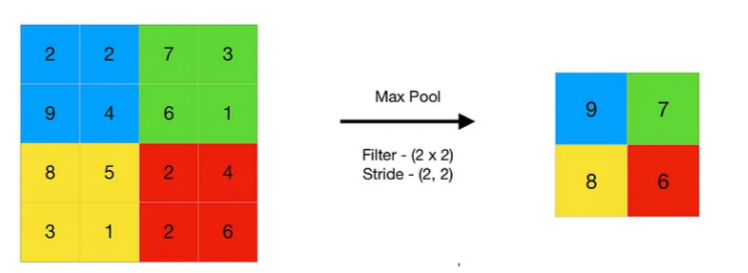 2 2 7 3
9 4 6 1
8 5 2 4
3 1 2 6
Max Pool
Filter - (2 x 2)
Stride - (2, 2)
9 7
8 6